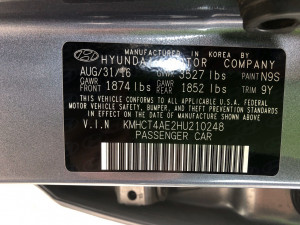 MANUFACTURED IN KOREA BY
HYUNDAI MOTOR COMPANY
AUG/31/16 GVWR 3527 lbs PAINT N9S
GAWR GAWR
FRONT 1874 lbs REAR 1852 lbs TRIM 9Y
THIS VEHICLE CONFORMS TO ALL APPLICABLE U.S. FEDERAL
MOTOR VEHICLE SAFETY, BUMPER, AND THEFT PREVENTION
STANDARDS IN EFFECT ON THE DATE OF MANUFACTURE SHOWN ABOVE.
V.I.N KMHCT4AE2HU210248
PASSENGER CAR